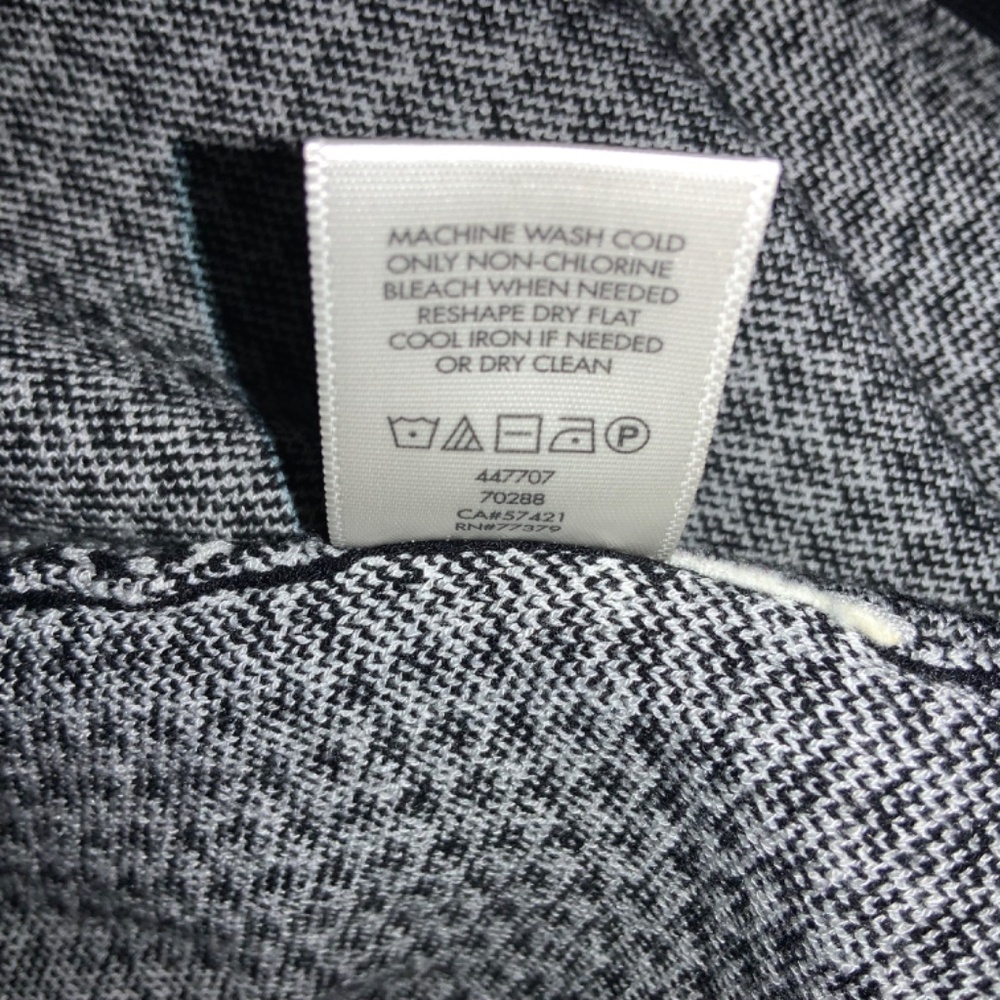 MACHINE WASH COLD
ONLY NON-CHLORINE
BLEACH WHEN NEEDED
RESHAPE DRY FLAT
COOL IRON IF NEEDED
OR DRY CLEAN
P
447707
70288
CA#57421
RN#77379